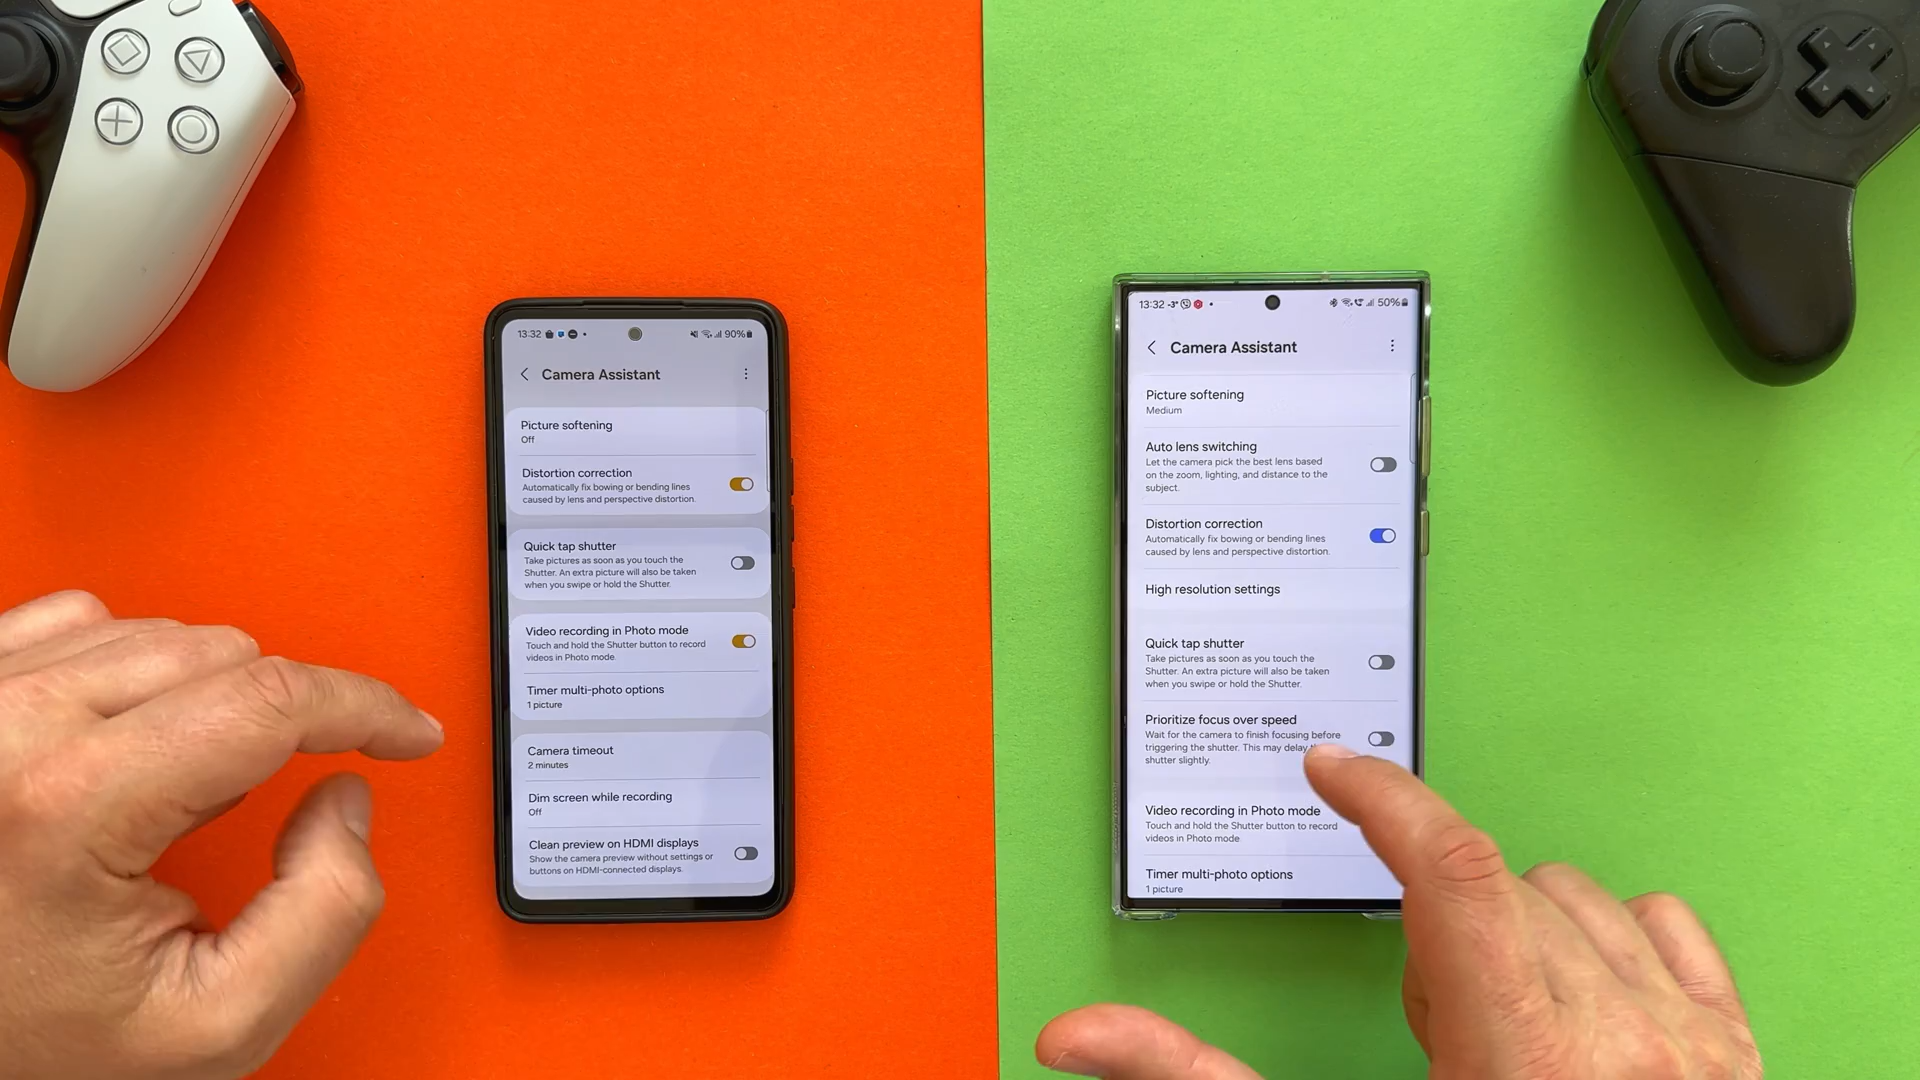 13:32
90%
Camera Assistant
Picture softening
Off
Distortion correction
Automatically fix bowing or bending lines
caused by lens and perspective distortion.
Quick tap shutter
Take pictures as soon as you touch the
Shutter. An extra picture will also be taken
when you swipe or hold the Shutter.
Video recording in Photo mode
Touch and hold the Shutter button to record
videos in Photo mode.
Timer multi-photo options
1 picture
Camera timeout
2 minutes
Dim screen while recording
Off
Clean preview on HDMI displays
Show the camera preview without settings or
buttons on HDMI-connected displays.
13:32 -3°
50%
Camera Assistant
Picture softening
Medium
Auto lens switching
Let the camera pick the best lens based
on the zoom, lighting, and distance to the
subject.
Distortion correction
Automatically fix bowing or bending lines
caused by lens and perspective distortion.
High resolution settings
Quick tap shutter
Take pictures as soon as you touch the
Shutter. An extra picture will also be taken
when you swipe or hold the Shutter.
Prioritize focus over speed
Wait for the camera to finish focusing before
triggering the shutter. This may delay
shutter slightly.
Video recording in Photo mode
Touch and hold the Shutter button to record
videos in Photo mode.
Timer multi-photo options
1 picture